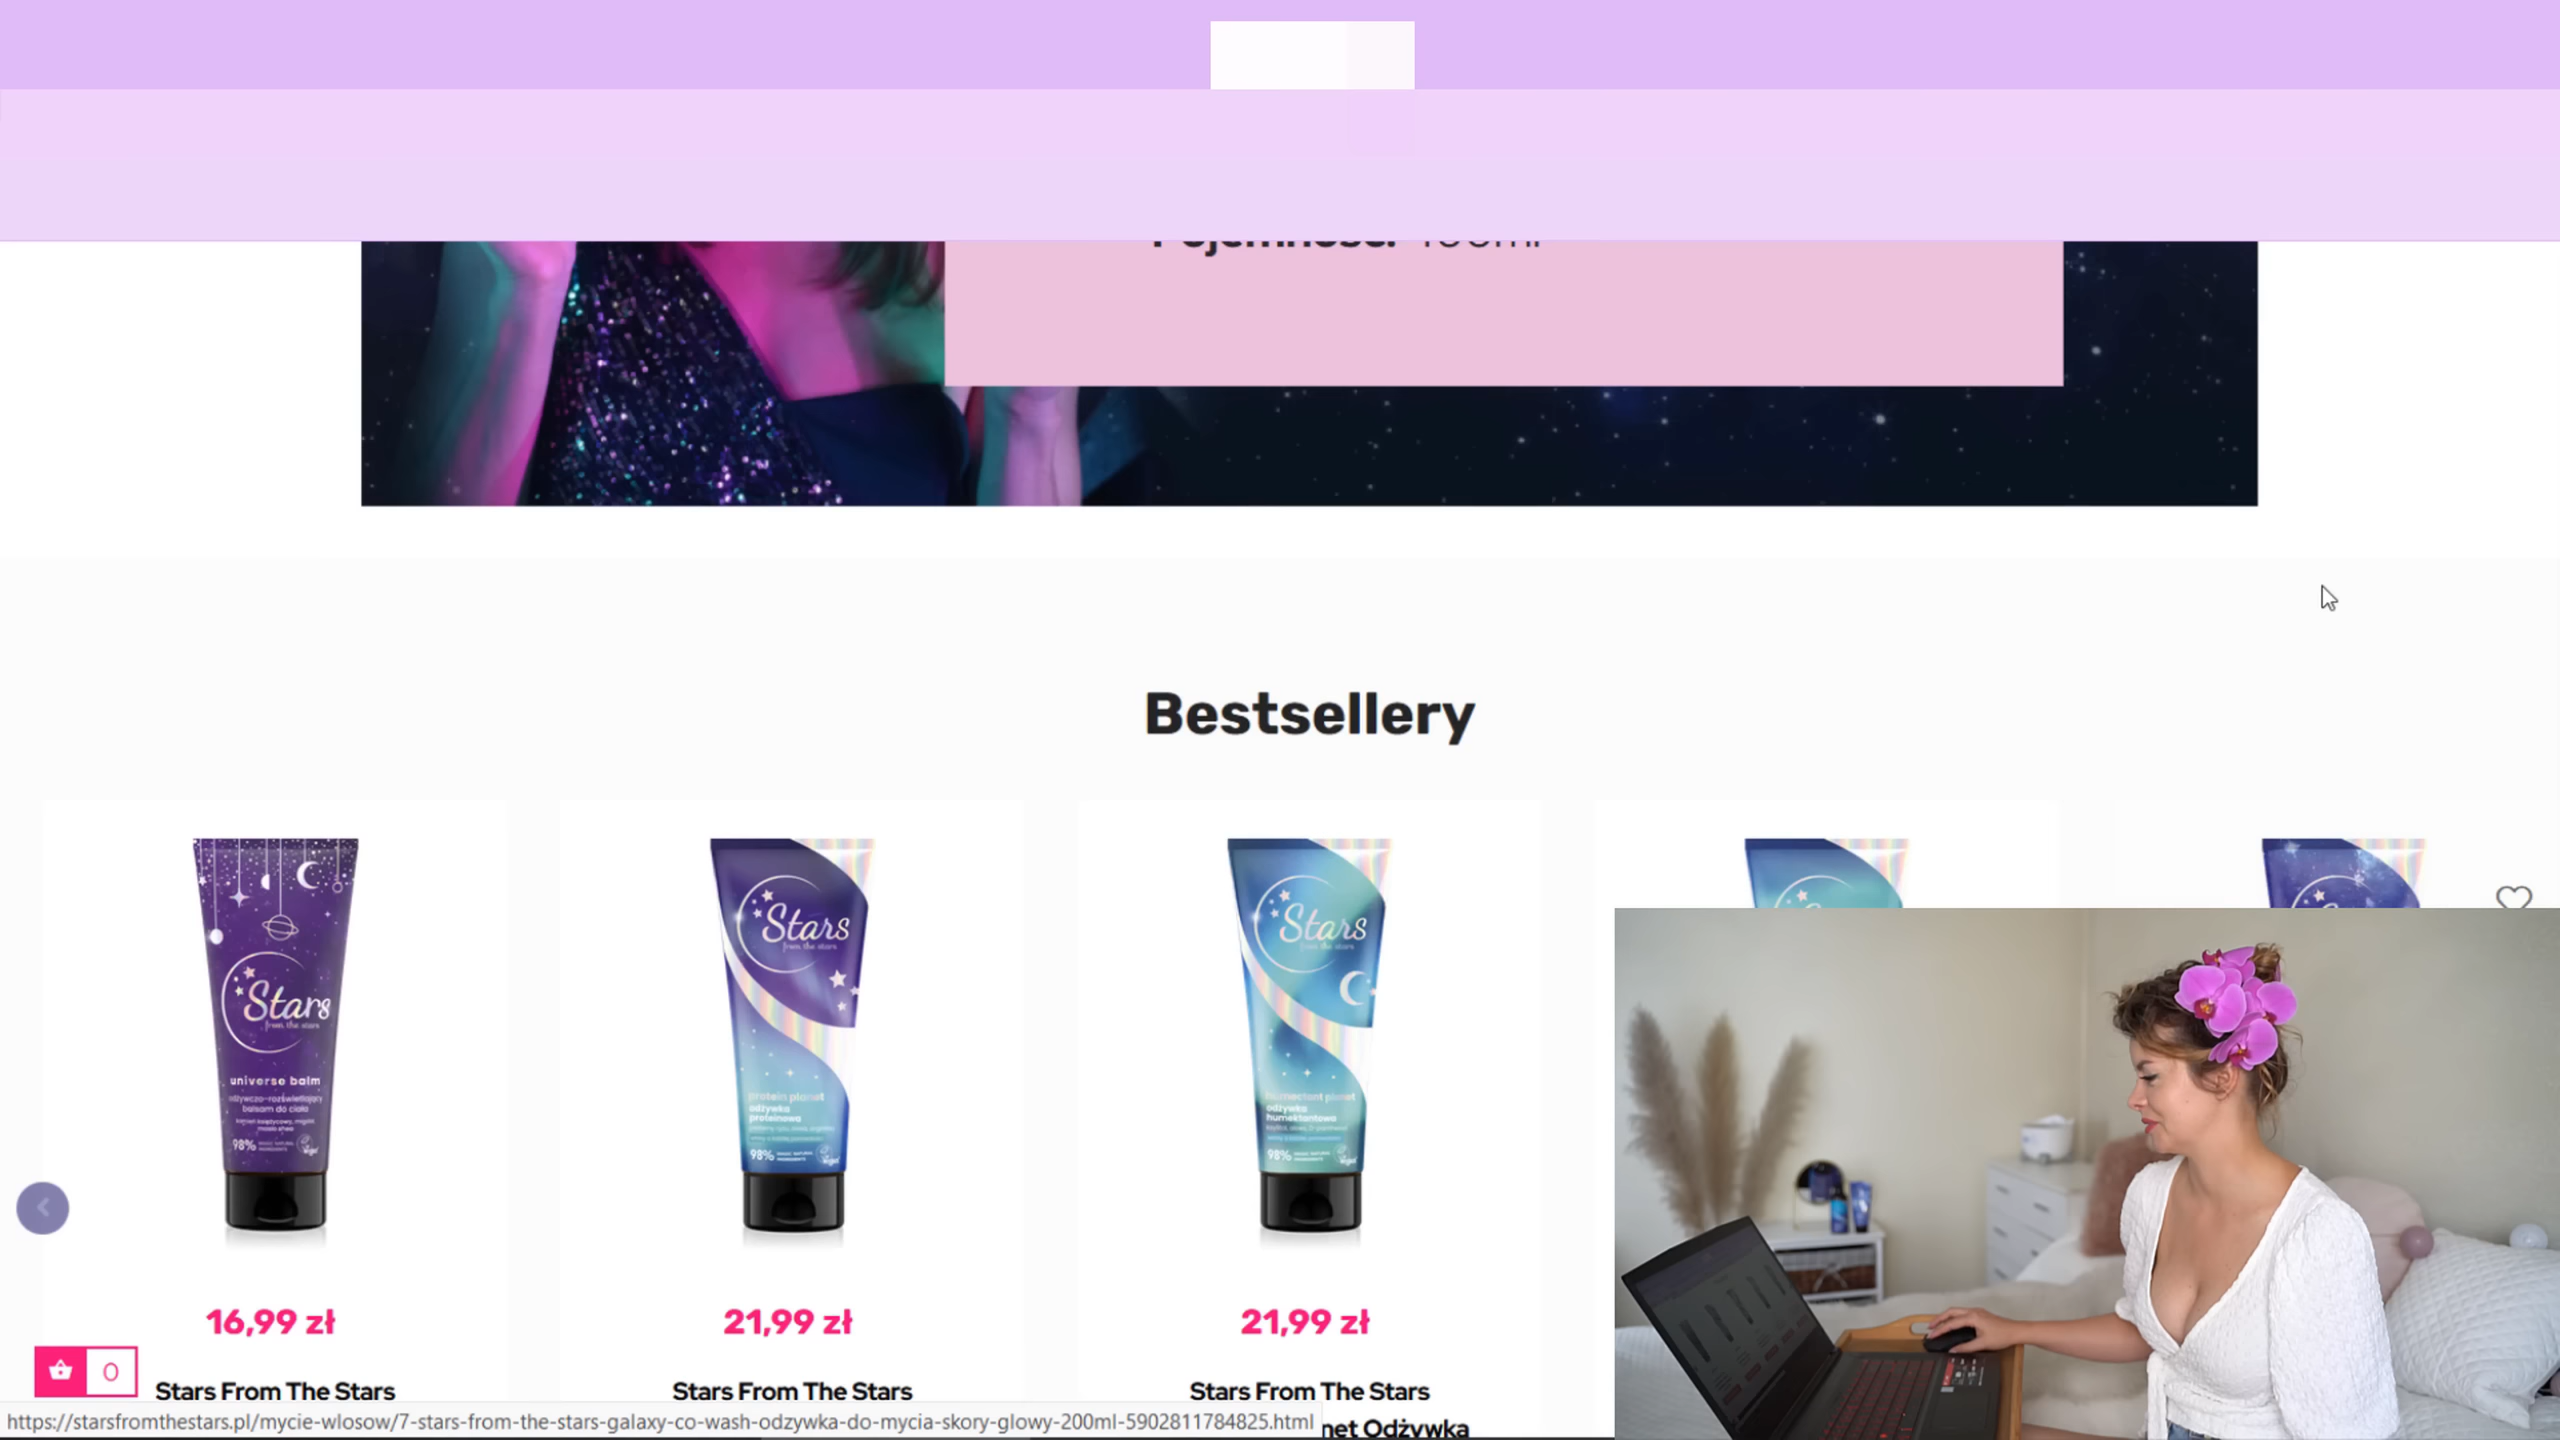 Pojemność: 100ml
Bestsellery
Stars
from the stars
universe balm
odżywczo-rozświetlający
balsam do ciała
98%
Stars
from the stars
protein planet
odżywka
proteinowa
98%
Stars
from the stars
humectant planet
odżywka
humektantowa
98%
16,99 zł
21,99 zł
21,99 zł
0
Stars From The Stars
Stars From The Stars
Stars From The Stars
net Odżywka
https://starsfromthestars.pl/mycie-wlosow/7-stars-from-the-stars-galaxy-co-wash-odzywka-do-mycia-skory-glowy-200ml-5902811784825.html